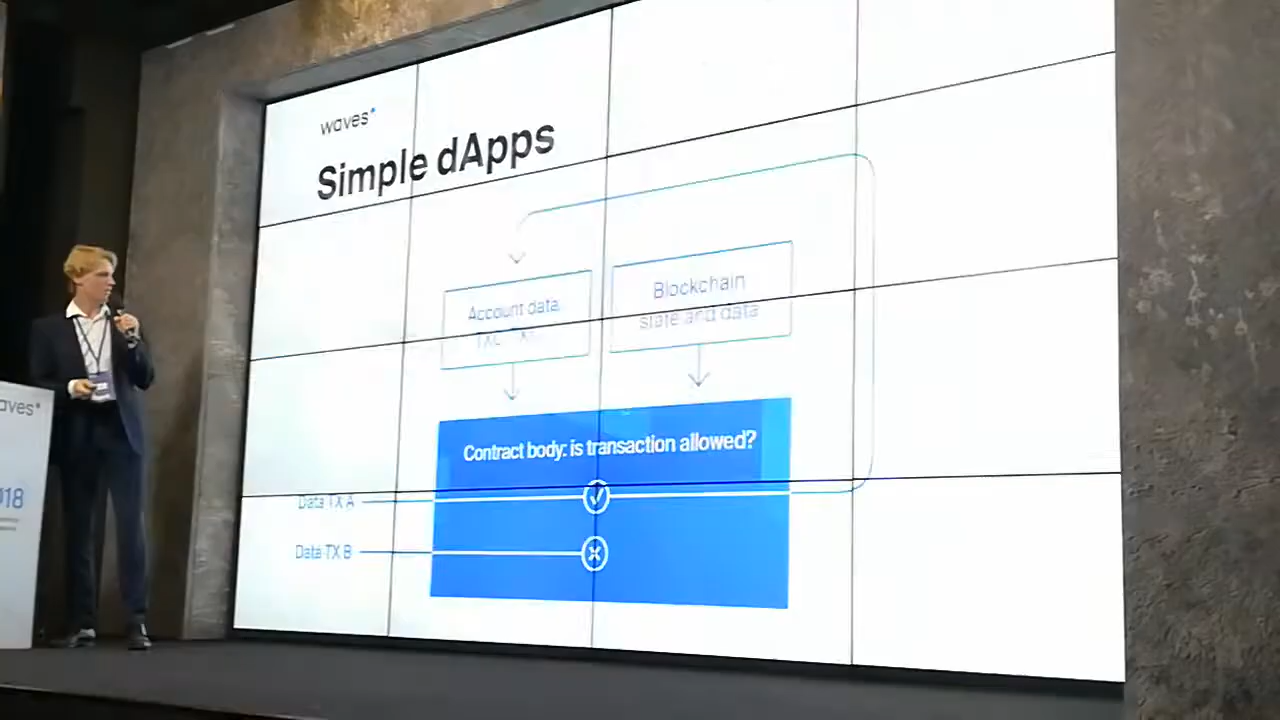 waves
Simple dApps
Account data
Blockchain
state and data
Contract body: is transaction allowed?
Data TX A
Data TX B
aves
018